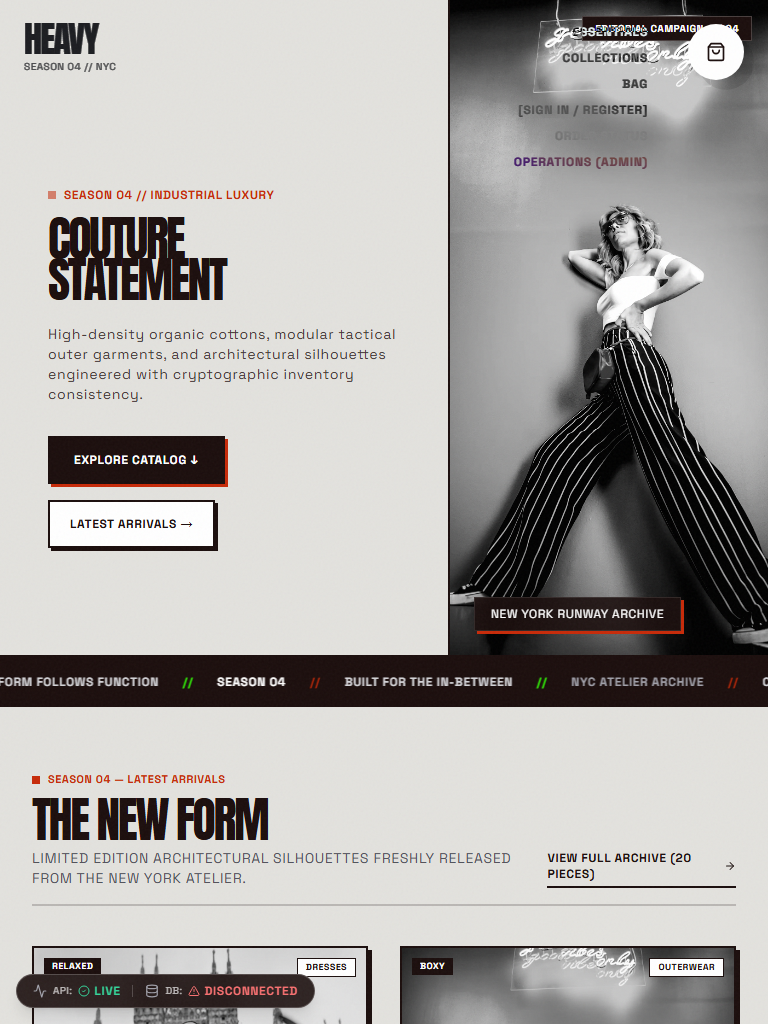 HEAVY
SEASON 04 // NYC
ESSENTIALS
COLLECTIONS
BAG
[SIGN IN / REGISTER]
OPERATIONS (ADMIN)
SEASON 04 // INDUSTRIAL LUXURY
COUTURE
STATEMENT
High-density organic cottons, modular tactical
outer garments, and architectural silhouettes
engineered with cryptographic inventory
consistency.
EXPLORE CATALOG ↓
LATEST ARRIVALS →
NEW YORK RUNWAY ARCHIVE
FORM FOLLOWS FUNCTION // SEASON 04 // BUILT FOR THE IN-BETWEEN // NYC ATELIER ARCHIVE //
SEASON 04 — LATEST ARRIVALS
THE NEW FORM
LIMITED EDITION ARCHITECTURAL SILHOUETTES FRESHLY RELEASED
FROM THE NEW YORK ATELIER.
VIEW FULL ARCHIVE (20
PIECES) →
RELAXED
DRESSES
BOXY
OUTERWEAR
API: LIVE DB: DISCONNECTED